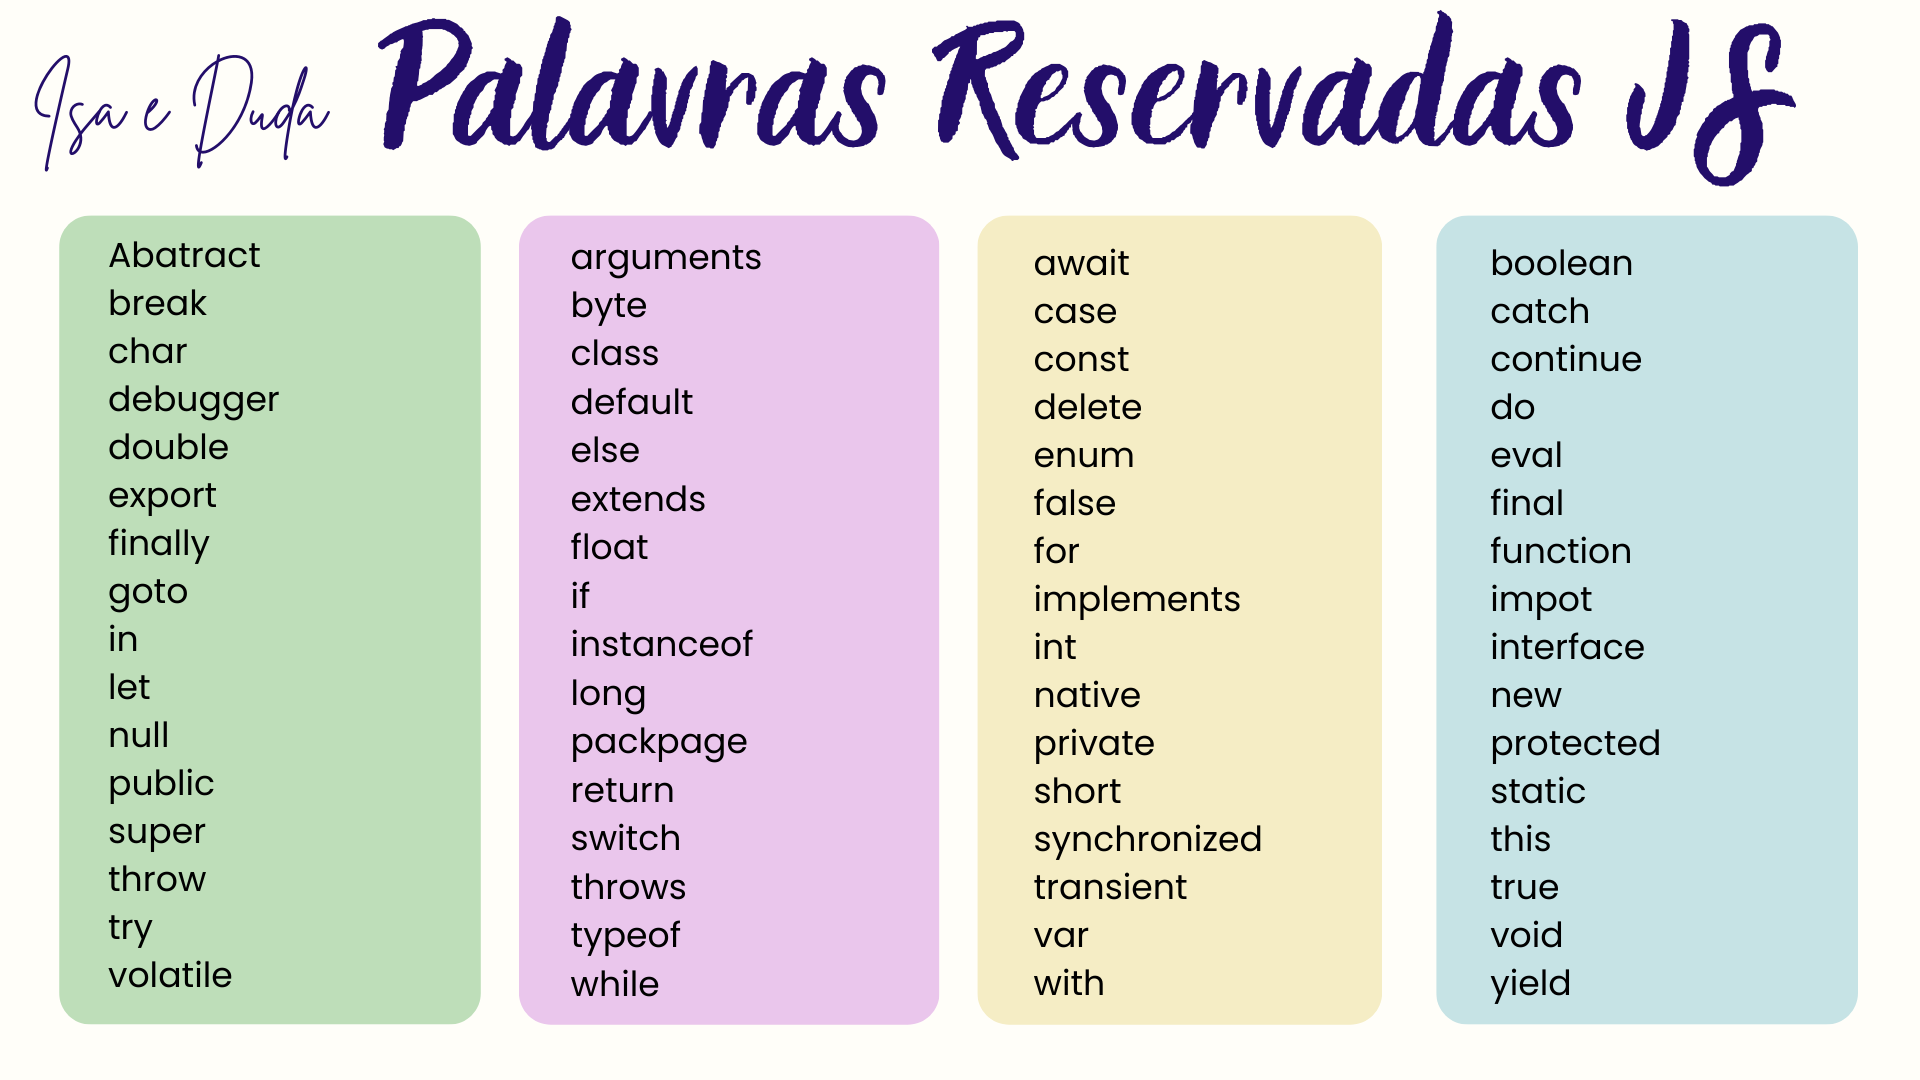 Isa e Duda
Palavras Reservadas JS
Abatract
break
char
debugger
double
export
finally
goto
in
let
null
public
super
throw
try
volatile
arguments
byte
class
default
else
extends
float
if
instanceof
long
packpage
return
switch
throws
typeof
while
await
case
const
delete
enum
false
for
implements
int
native
private
short
synchronized
transient
var
with
boolean
catch
continue
do
eval
final
function
impot
interface
new
protected
static
this
true
void
yield